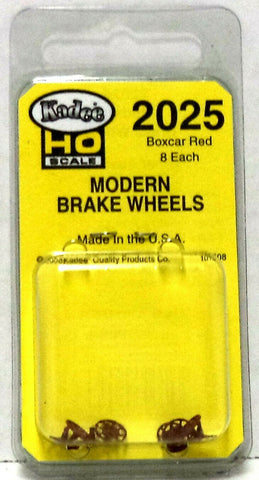 Kadee
HO
SCALE
2025
Boxcar Red
8 Each
MODERN
BRAKE WHEELS
Made in the U.S.A.
Kadee Quality Products Co.